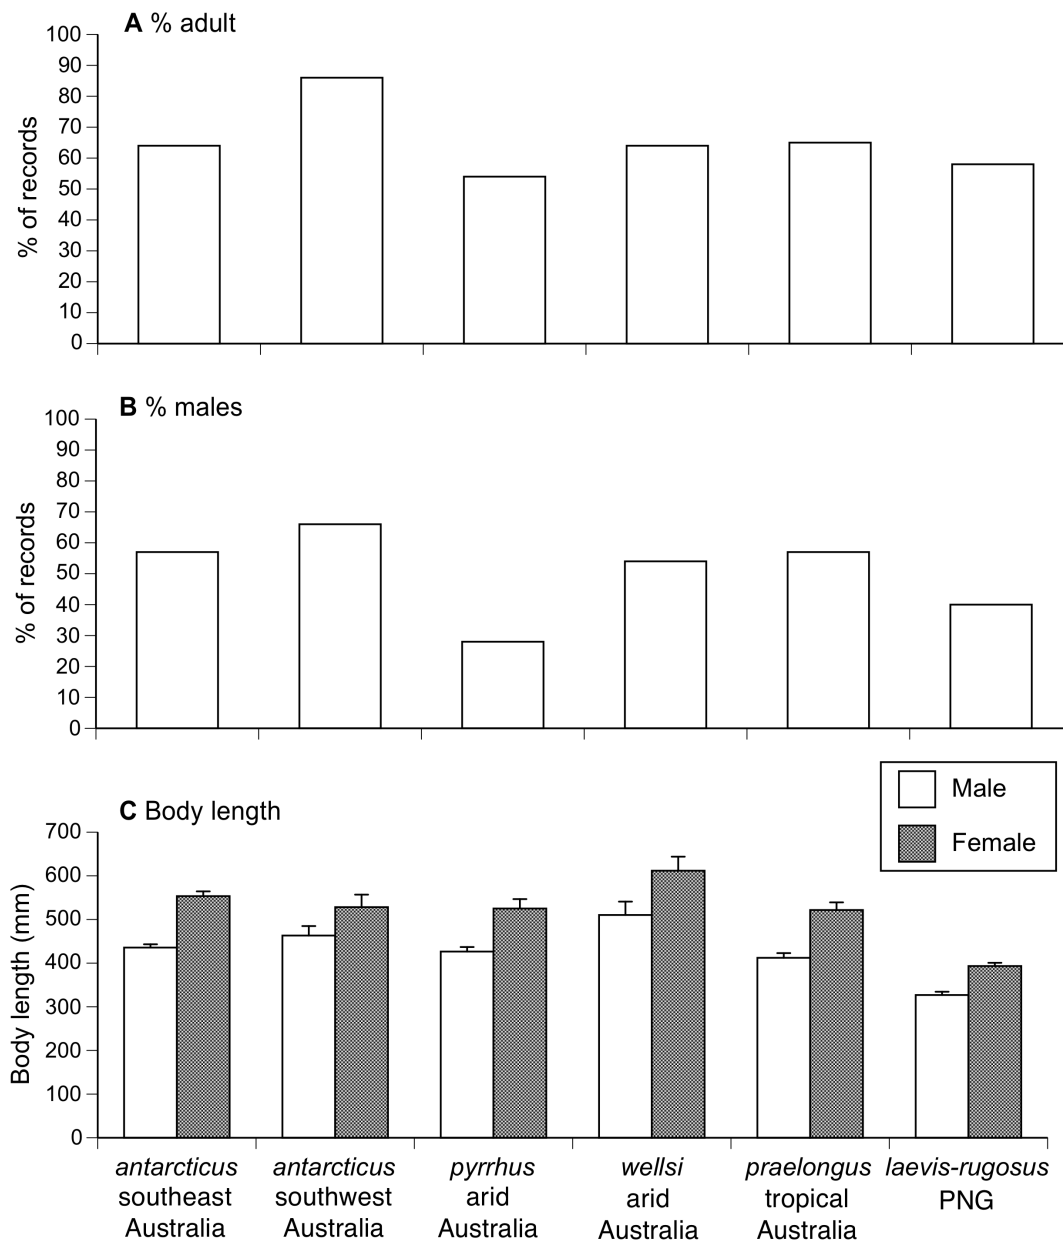 A % adult
% of records
100
90
80
70
60
50
40
30
20
10
0
B % males
% of records
100
90
80
70
60
50
40
30
20
10
0
Male
Female
C Body length
Body length (mm)
700
600
500
400
300
200
100
0
antarcticus southeast Australia
antarcticus southwest Australia
pyrrhus arid Australia
wellsi arid Australia
praelongus tropical Australia
laevis-rugosus PNG